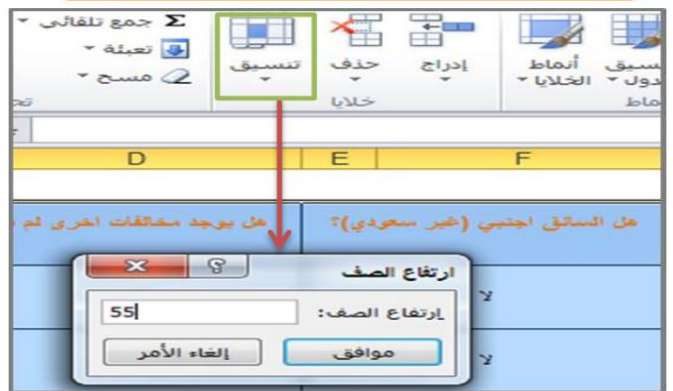 Σ جمع تلقائي
تعبئة
مسح
تنسيق
حذف
إدراج
أنماط الخلايا
خلايا
D E F
هل السائق اجنبي (غير سعودي)؟
هل يوجد مخالفات اخرى لم
ارتفاع الصف
إرتفاع الصف: 55
موافق
إلغاء الأمر
لا
لا